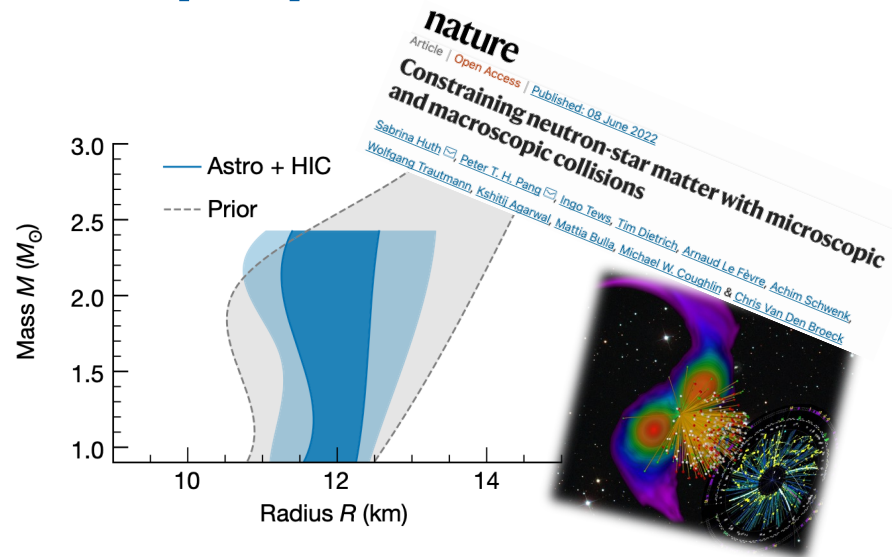 nature
Article | Open Access | Published: 08 June 2022
Constraining neutron-star matter with microscopic
and macroscopic collisions
Sabrina Huth, Peter T. H. Pang, Ingo Tews, Tim Dietrich, Arnaud Le Fèvre, Achim Schwenk,
Wolfgang Trautmann, Kshitij Agarwal, Mattia Bulla, Michael W. Coughlin & Chris Van Den Broeck
Astro + HIC
Prior
Mass M (M⊙)
3.0
2.5
2.0
1.5
1.0
10 12 14
Radius R (km)